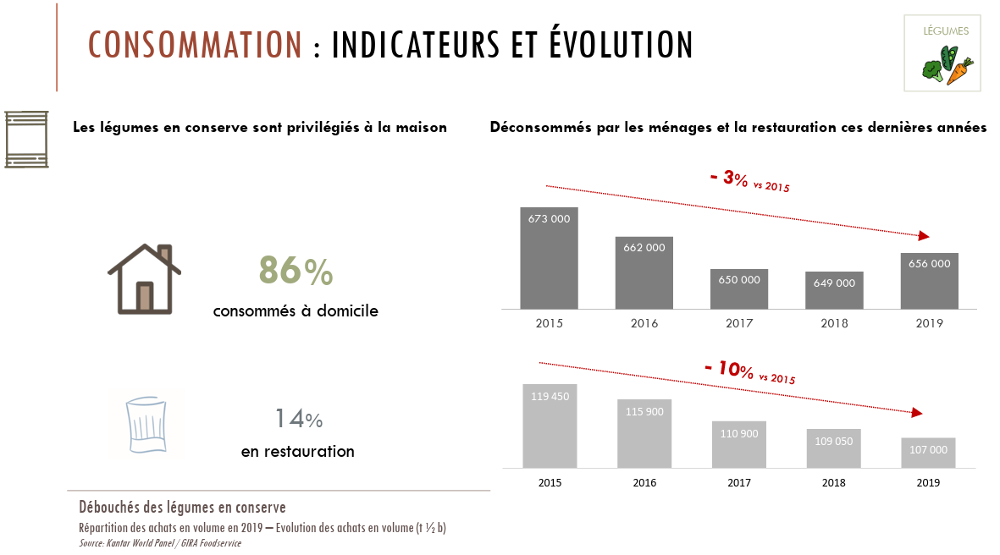 CONSOMMATION : INDICATEURS ET ÉVOLUTION
LÉGUMES
Les légumes en conserve sont privilégiés à la maison
86%
consommés à domicile
14%
en restauration
Déconsommés par les ménages et la restauration ces dernières années
- 3% vs 2015
673 000
662 000
650 000
649 000
656 000
2015 2016 2017 2018 2019
- 10% vs 2015
119 450
115 900
110 900
109 050
107 000
2015 2016 2017 2018 2019
Débouchés des légumes en conserve
Répartition des achats en volume en 2019 — Evolution des achats en volume (t ½ b)
Source: Kantar World Panel / GIRA Foodservice